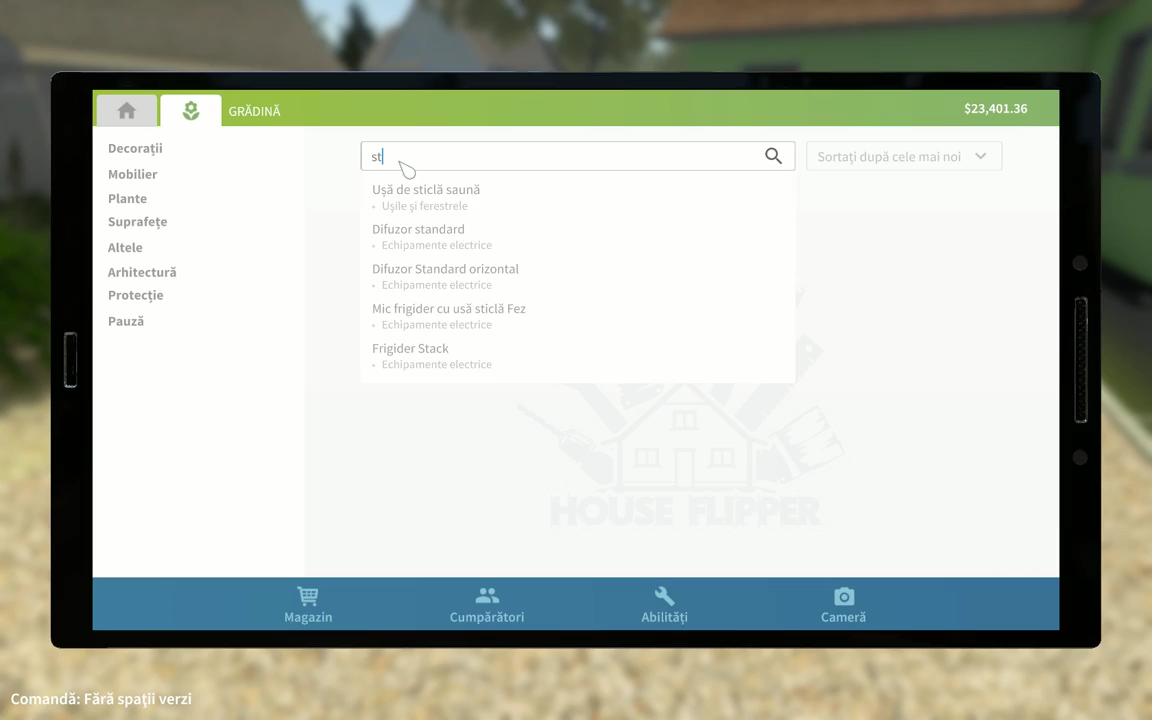 GRĂDINĂ
$23,401.36
Decorații
Mobilier
Plante
Suprafețe
Altele
Arhitectură
Protecție
Pauză
st
Sortați după cele mai noi
Ușă de sticlă saună
• Ușile și ferestrele
Difuzor standard
• Echipamente electrice
Difuzor Standard orizontal
• Echipamente electrice
Mic frigider cu usă sticlă Fez
• Echipamente electrice
Frigider Stack
• Echipamente electrice
HOUSE FLIPPER
Magazin
Cumpărători
Abilități
Cameră
Comandă: Fără spații verzi